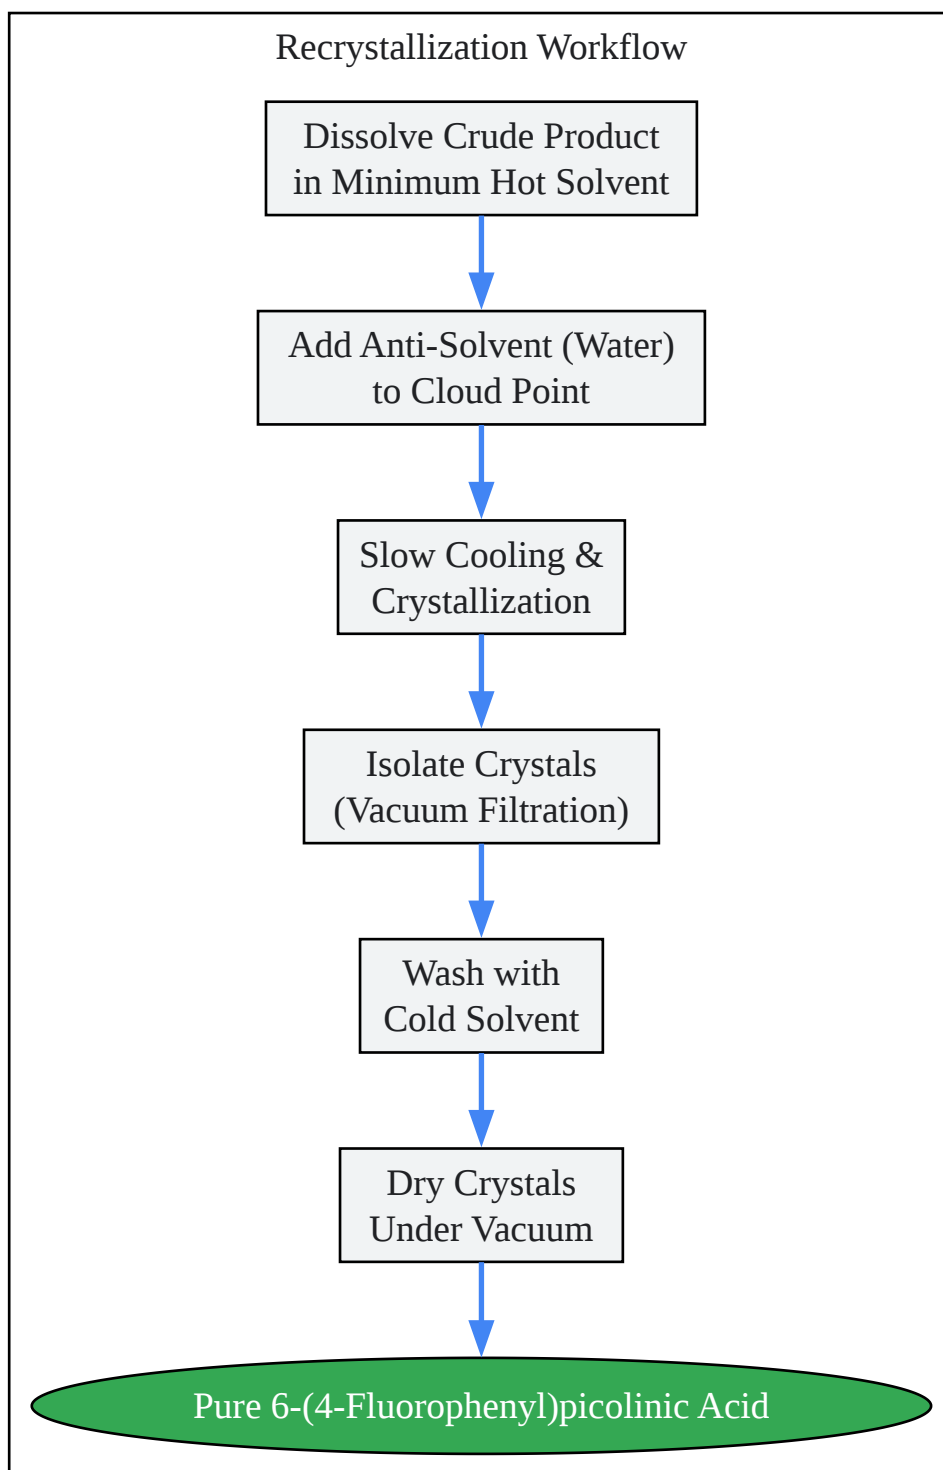 Recrystallization Workflow
Dissolve Crude Product
in Minimum Hot Solvent
Add Anti-Solvent (Water)
to Cloud Point
Slow Cooling &
Crystallization
Isolate Crystals
(Vacuum Filtration)
Wash with
Cold Solvent
Dry Crystals
Under Vacuum
Pure 6-(4-Fluorophenyl)picolinic Acid